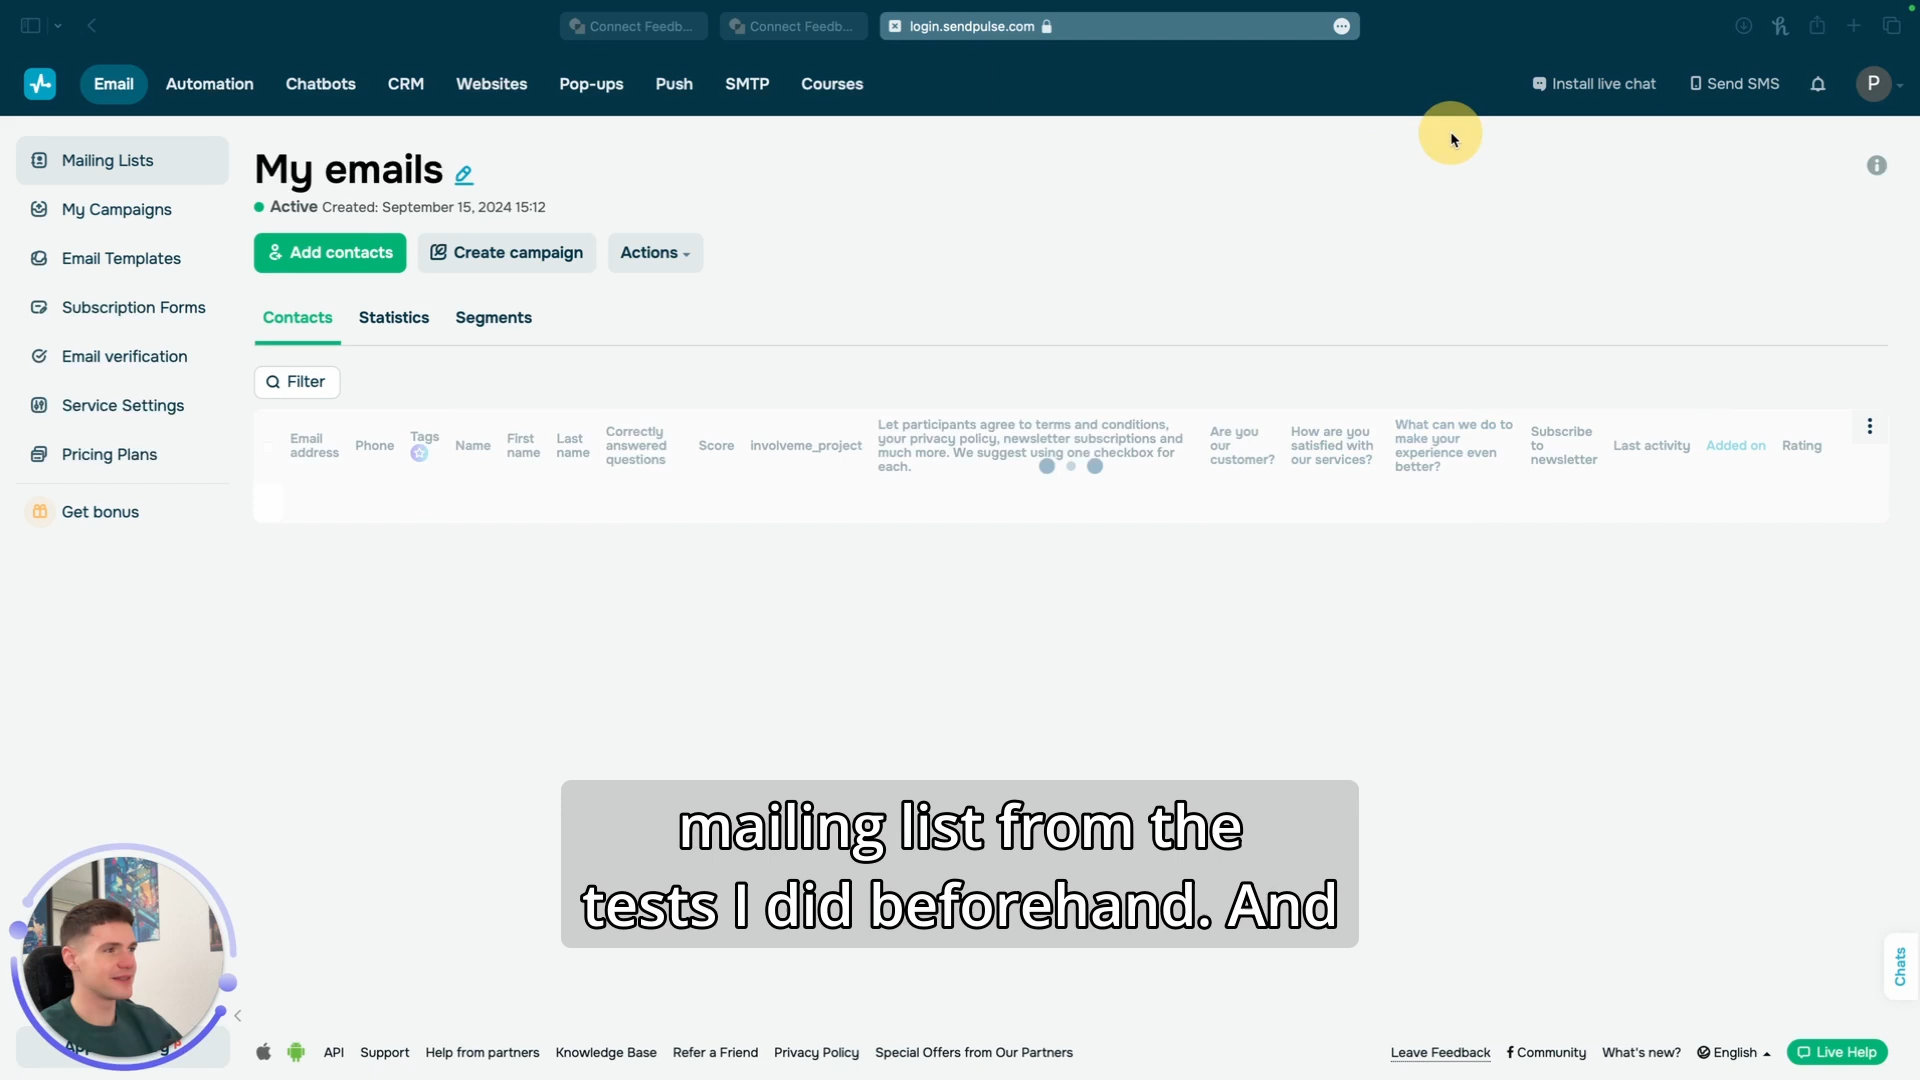 Connect Feedb...
Connect Feedb...
login.sendpulse.com
Email
Automation
Chatbots
CRM
Websites
Pop-ups
Push
SMTP
Courses
Install live chat
Send SMS
P
Mailing Lists
My Campaigns
Email Templates
Subscription Forms
Email verification
Service Settings
Pricing Plans
Get bonus
My emails
Active Created: September 15, 2024 15:12
Add contacts
Create campaign
Actions
Contacts
Statistics
Segments
Filter
Email
address
Phone
Tags
Name
First
name
Last
name
Correctly
answered
questions
Score
involveme_project
Let participants agree to terms and conditions,
your privacy policy, newsletter subscriptions and
much more. We suggest using one checkbox for
each.
Are you
our
customer?
How are you
satisfied with
our services?
What can we do to
make your
experience even
better?
Subscribe
to
newsletter
Last activity
Added on
Rating
mailing list from the
tests I did beforehand. And
Chats
API
Support
Help from partners
Knowledge Base
Refer a Friend
Privacy Policy
Special Offers from Our Partners
Leave Feedback
Community
What's new?
English
Live Help